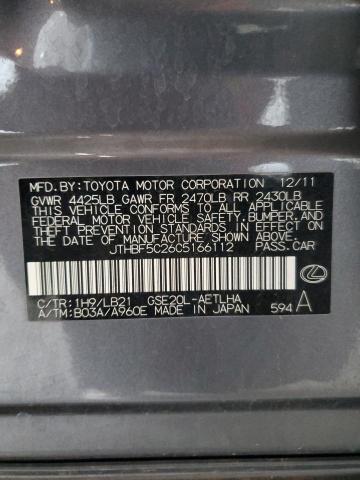 MFD.BY:TOYOTA MOTOR CORPORATION 12/11
GVWR 4425LB GAWR FR 2470LB RR 2430LB
THIS VEHICLE CONFORMS TO ALL APPLICABLE
FEDERAL MOTOR VEHICLE SAFETY,BUMPER,AND
THEFT PREVENTION STANDARDS IN EFFECT ON
THE DATE OF MANUFACTURE SHOWN ABOVE.
JTHBF5C26C5166112 PASS.CAR
C/TR:1H9/LB21 GSE20L-AETLHA
A/TM:B03A/A960E MADE IN JAPAN 594 A